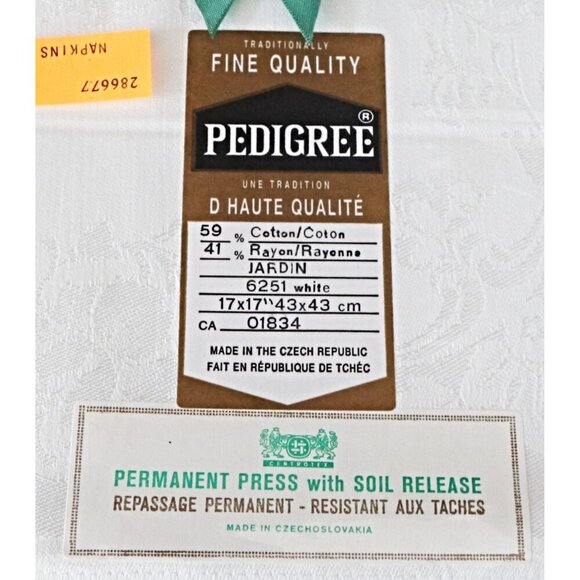 NAPKINS
286677
TRADITIONALLY
FINE QUALITY
PEDIGREE®
UNE TRADITION
D HAUTE QUALITÉ
59 % Cotton/Coton
41 % Rayon/Rayonne
JARDIN
6251 white
17x17"43x43 cm
CA 01834
MADE IN THE CZECH REPUBLIC
FAIT EN RÉPUBLIQUE DE TCHÉC
CENTROTEX
PERMANENT PRESS with SOIL RELEASE
REPASSAGE PERMANENT - RESISTANT AUX TACHES
MADE IN CZECHOSLOVAKIA